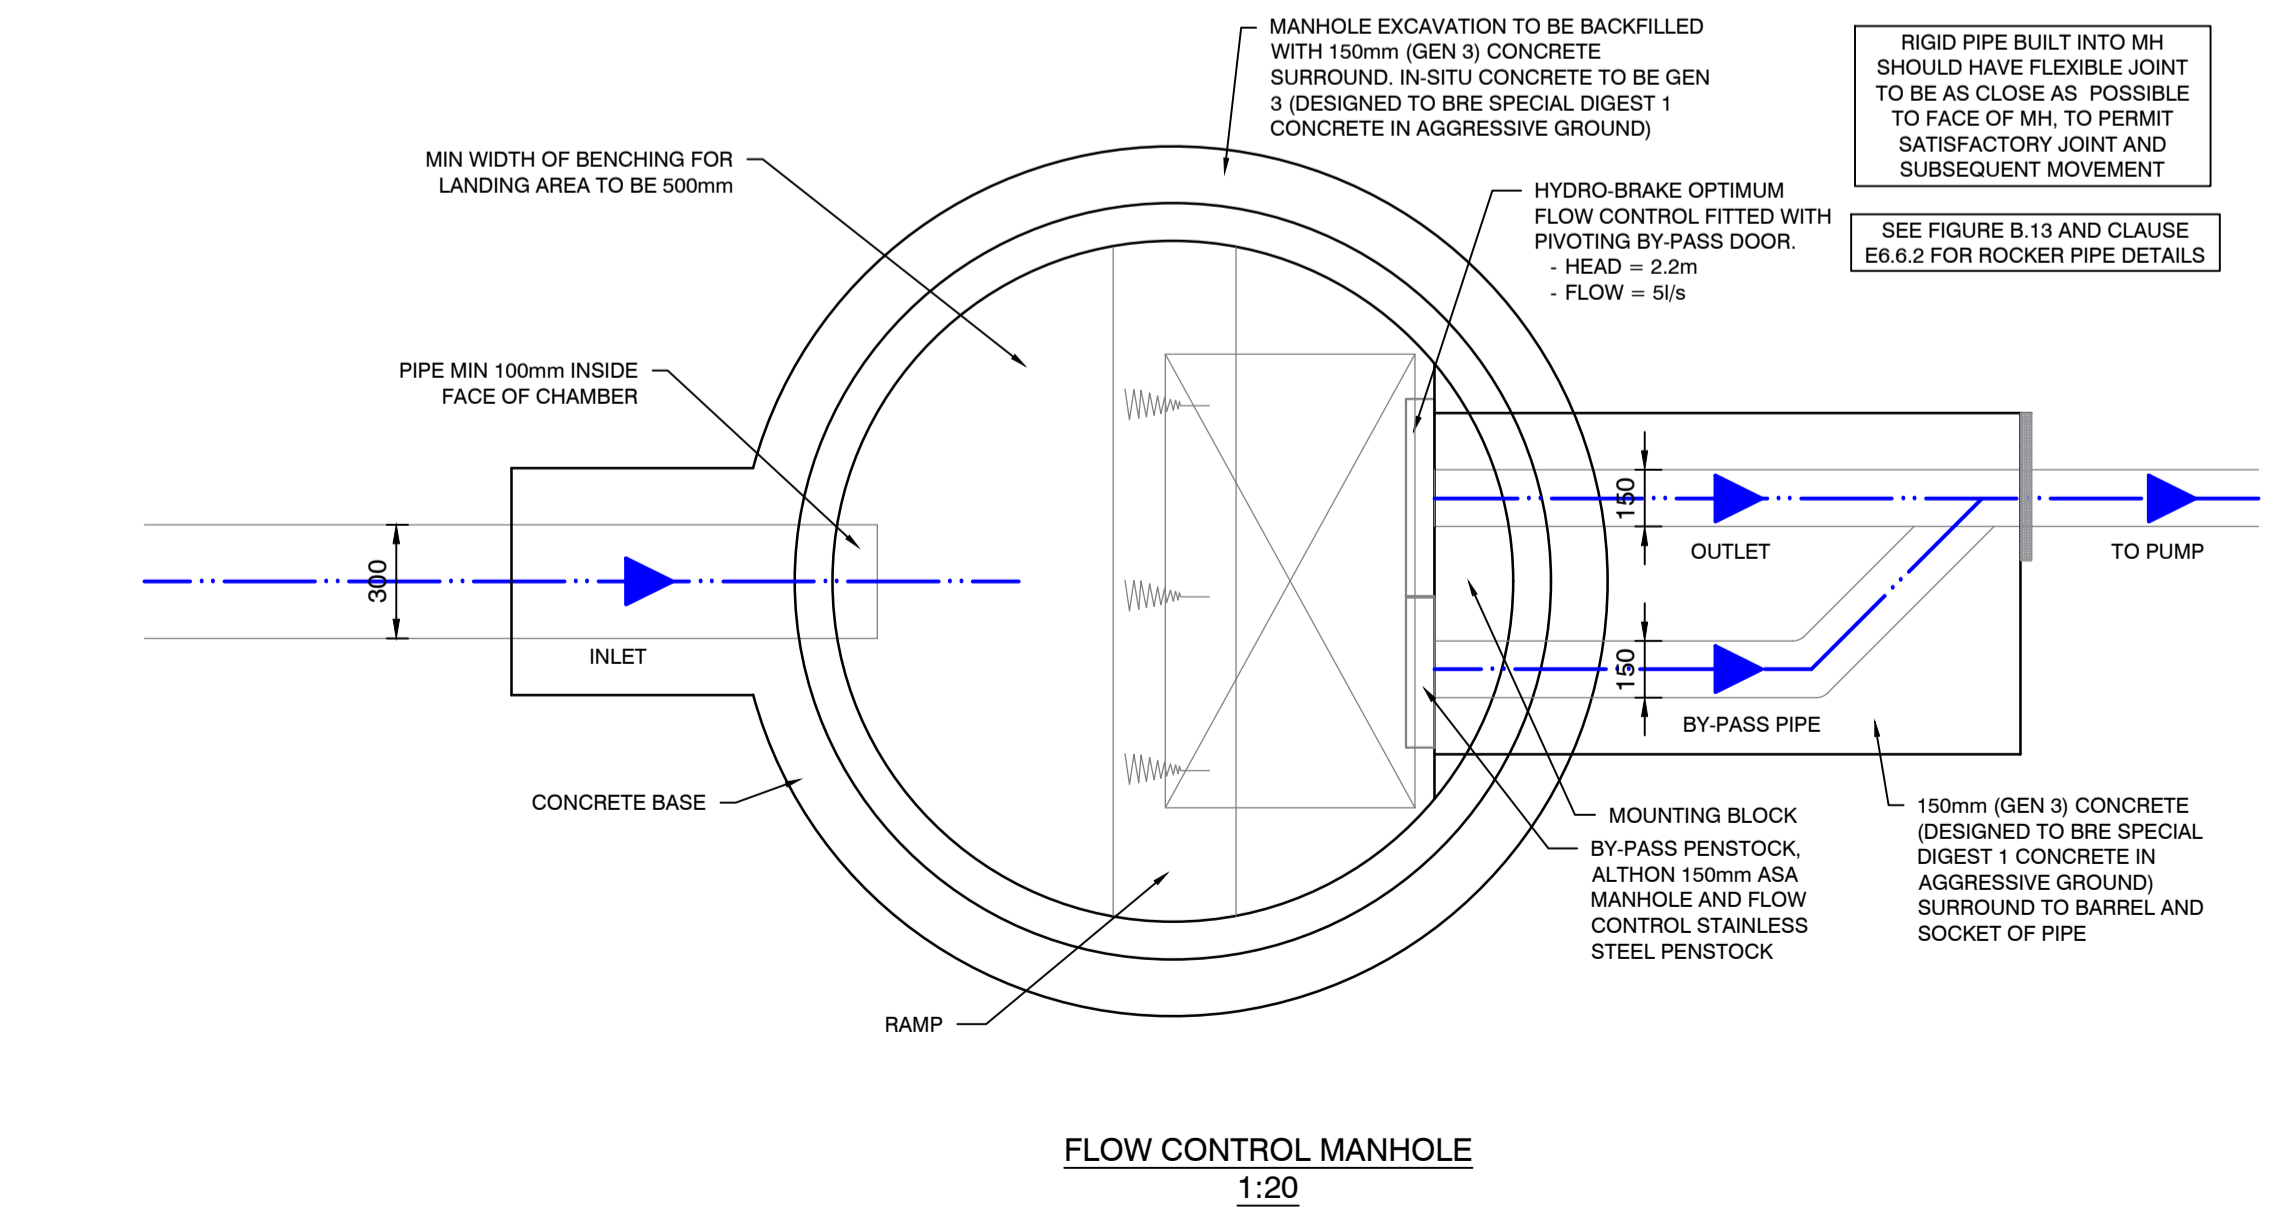 MANHOLE EXCAVATION TO BE BACKFILLED
WITH 150mm (GEN 3) CONCRETE
SURROUND. IN-SITU CONCRETE TO BE GEN
3 (DESIGNED TO BRE SPECIAL DIGEST 1
CONCRETE IN AGGRESSIVE GROUND)
RIGID PIPE BUILT INTO MH
SHOULD HAVE FLEXIBLE JOINT
TO BE AS CLOSE AS POSSIBLE
TO FACE OF MH, TO PERMIT
SATISFACTORY JOINT AND
SUBSEQUENT MOVEMENT
MIN WIDTH OF BENCHING FOR
LANDING AREA TO BE 500mm
HYDRO-BRAKE OPTIMUM
FLOW CONTROL FITTED WITH
PIVOTING BY-PASS DOOR.
- HEAD = 2.2m
- FLOW = 5l/s
SEE FIGURE B.13 AND CLAUSE
E6.6.2 FOR ROCKER PIPE DETAILS
PIPE MIN 100mm INSIDE
FACE OF CHAMBER
150
OUTLET
TO PUMP
300
INLET
150
BY-PASS PIPE
CONCRETE BASE
MOUNTING BLOCK
BY-PASS PENSTOCK,
ALTHON 150mm ASA
MANHOLE AND FLOW
CONTROL STAINLESS
STEEL PENSTOCK
150mm (GEN 3) CONCRETE
(DESIGNED TO BRE SPECIAL
DIGEST 1 CONCRETE IN
AGGRESSIVE GROUND)
SURROUND TO BARREL AND
SOCKET OF PIPE
RAMP
FLOW CONTROL MANHOLE
1:20